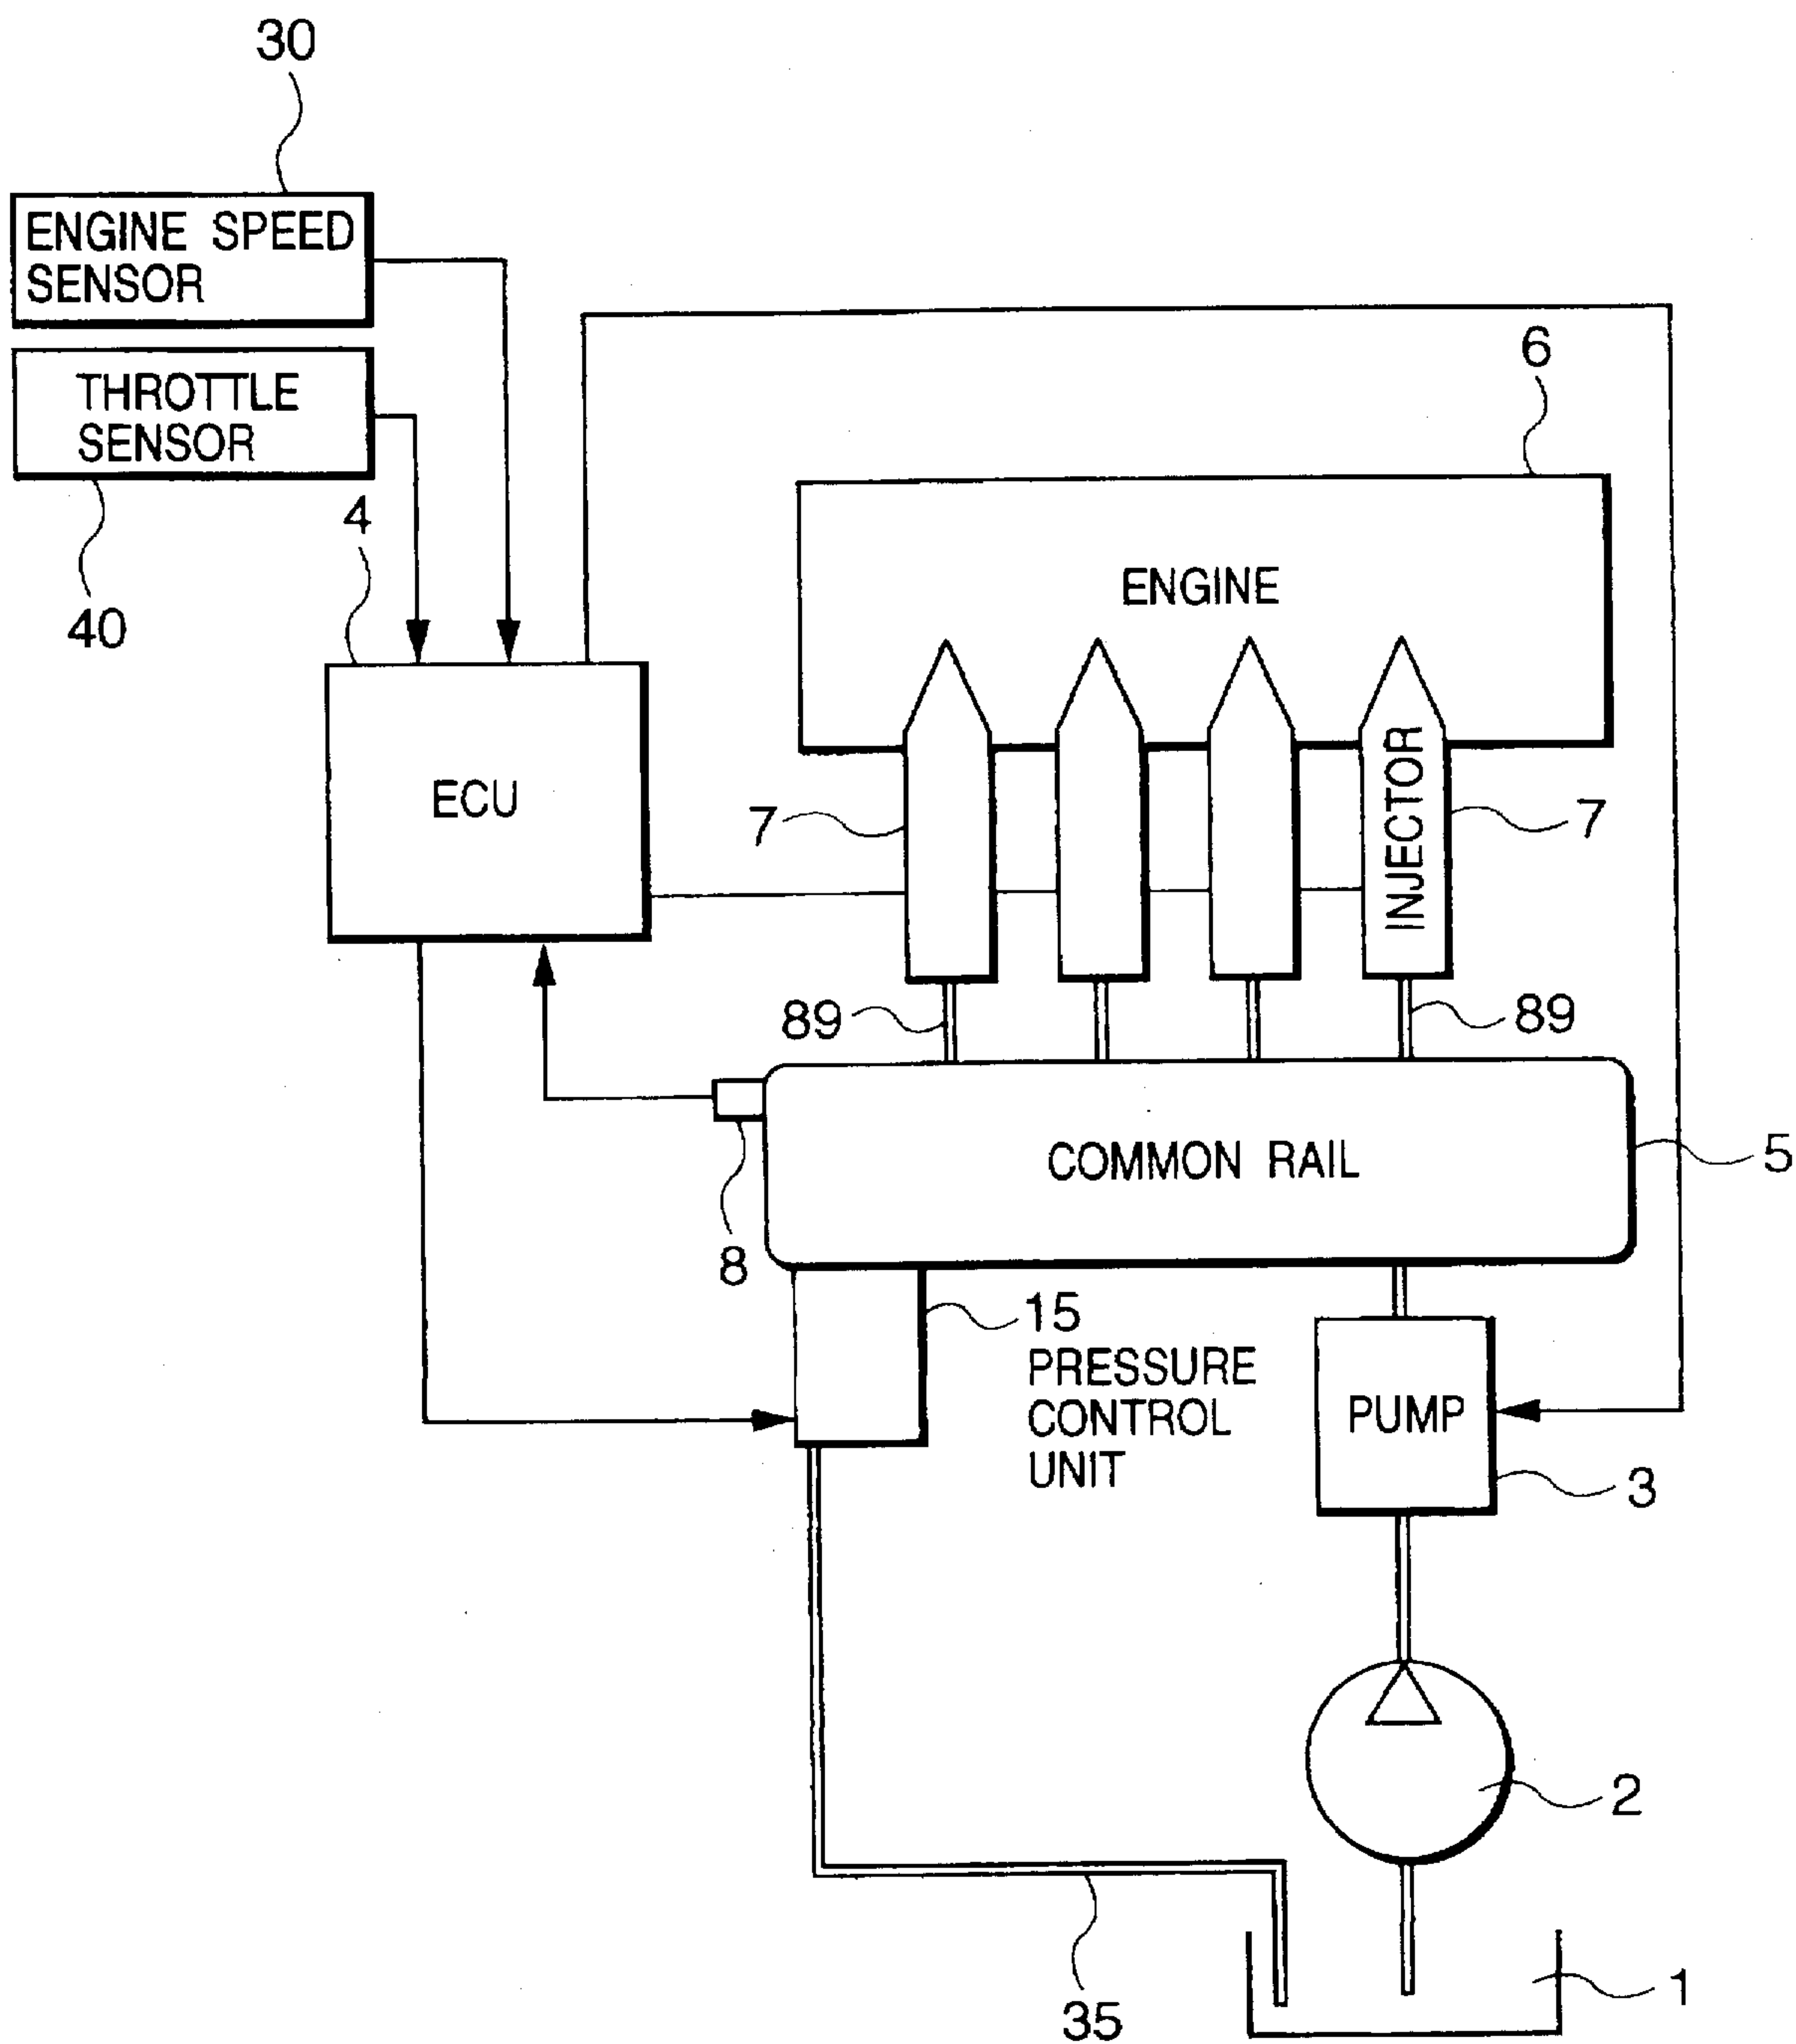 30
ENGINE SPEED
SENSOR
THROTTLE
SENSOR
40
4
6
ENGINE
ECU
7
INJECTOR
7
89
89
COMMON RAIL
5
8
15
PRESSURE
CONTROL
UNIT
PUMP
3
2
35
1